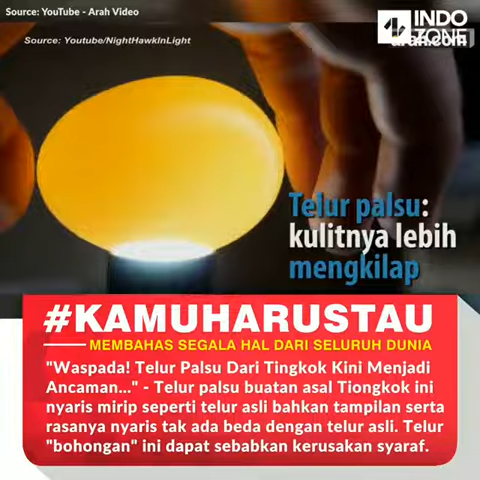 Source: YouTube - Arah Video
Source: Youtube/NightHawkInLight
INDO
ZONE
arah.com
Telur palsu:
kulitnya lebih
mengkilap
#KAMUHARUSTAU
MEMBAHAS SEGALA HAL DARI SELURUH DUNIA
"Waspada! Telur Palsu Dari Tingkok Kini Menjadi
Ancaman..." - Telur palsu buatan asal Tiongkok ini
nyaris mirip seperti telur asli bahkan tampilan serta
rasanya nyaris tak ada beda dengan telur asli. Telur
"bohongan" ini dapat sebabkan kerusakan syaraf.